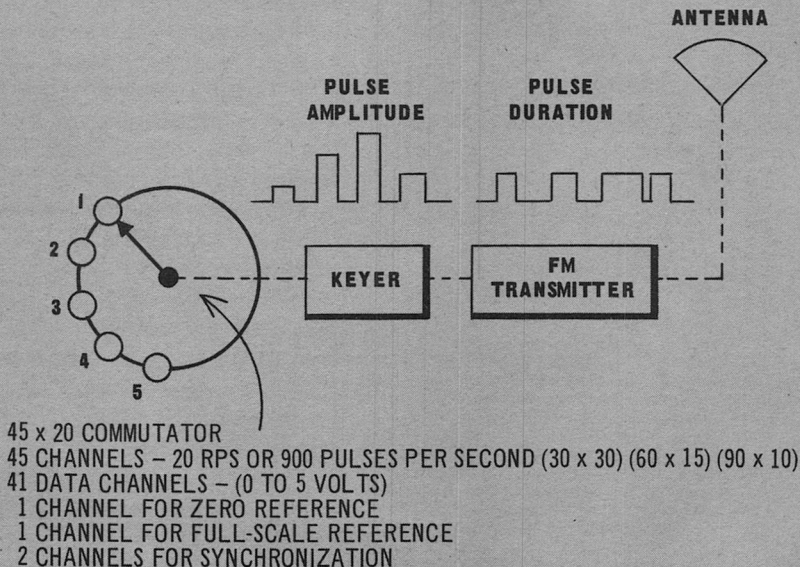 ANTENNA
PULSE
AMPLITUDE
PULSE
DURATION
1
2
3
4
5
KEYER
FM
TRANSMITTER
45 x 20 COMMUTATOR
45 CHANNELS – 20 RPS OR 900 PULSES PER SECOND (30 x 30) (60 x 15) (90 x 10)
41 DATA CHANNELS – (0 TO 5 VOLTS)
1 CHANNEL FOR ZERO REFERENCE
1 CHANNEL FOR FULL-SCALE REFERENCE
2 CHANNELS FOR SYNCHRONIZATION